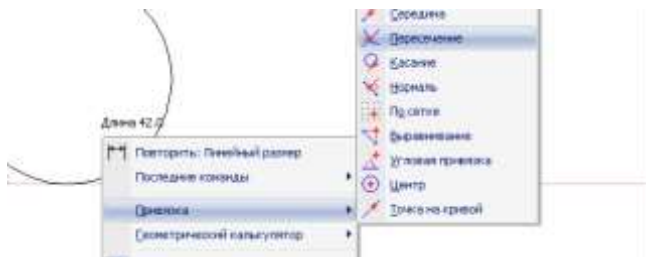 Середина
Пересечение
Касание
Нормаль
По сетке
Выравнивание
Угловая привязка
Центр
Точка на кривой
Длина 42.0
Повторить: Линейный размер
Последние команды
Привязка
Геометрический калькулятор